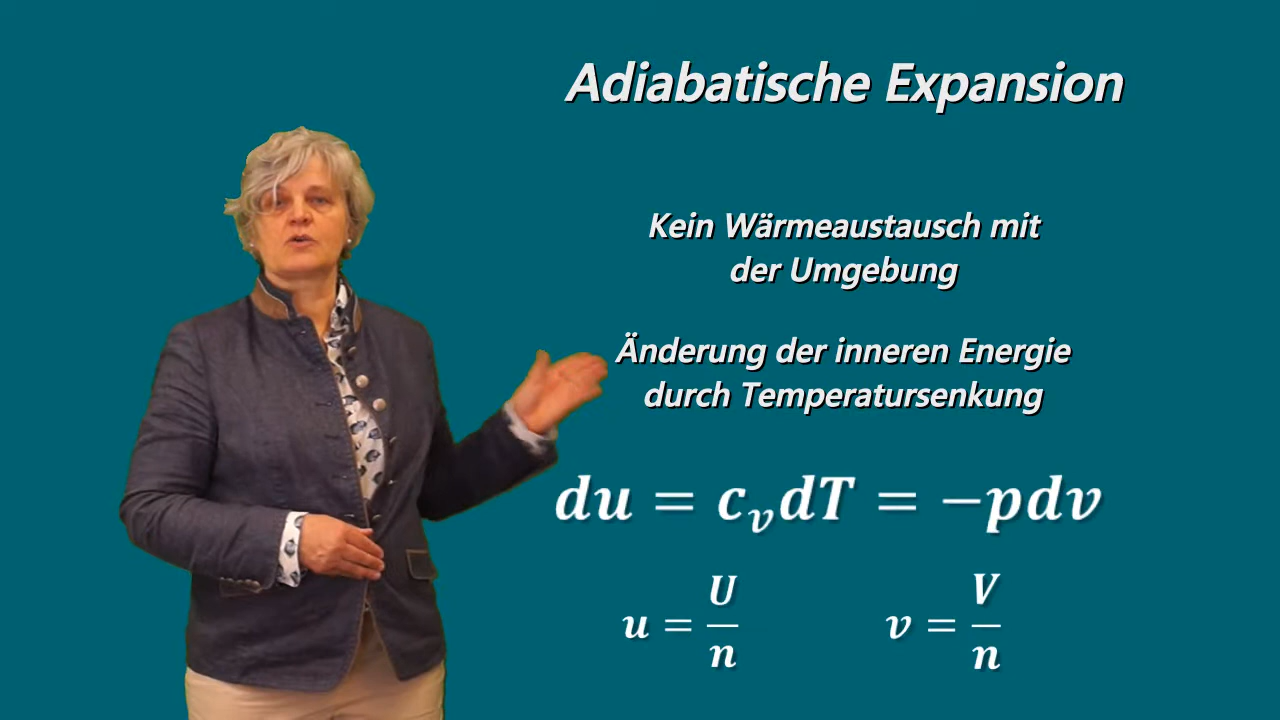 Adiabatische Expansion
Kein Wärmeaustausch mit
der Umgebung
Änderung der inneren Energie
durch Temperatursenkung
du = c_v dT = −pdv
u = U/n
v = V/n